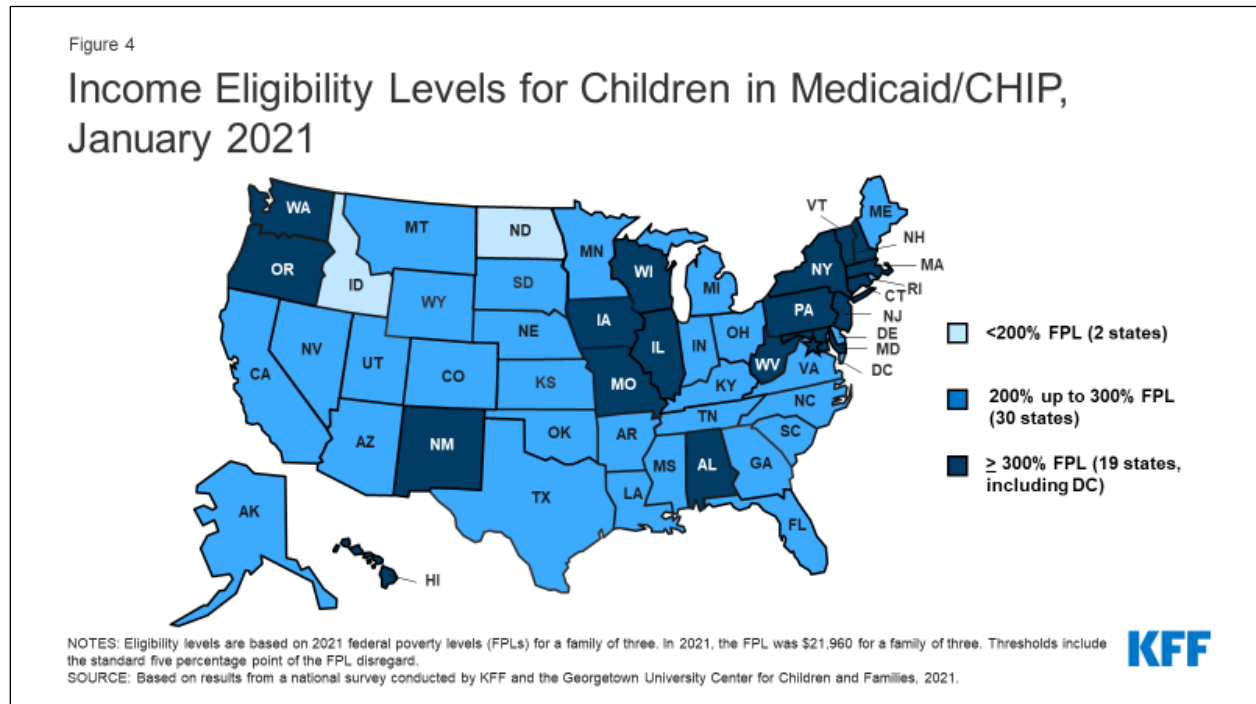 Figure 4
Income Eligibility Levels for Children in Medicaid/CHIP,
January 2021
WA
MT
ND
MN
VT
ME
NH
OR
ID
WI
NY
MA
SD
MI
RI
WY
CT
PA
NJ
IA
NE
OH
DE
NV
IL
IN
MD
UT
WV
CA
CO
VA
DC
KS
MO
KY
NC
TN
AZ
OK
NM
AR
SC
MS
AL
GA
TX
LA
AK
FL
HI
<200% FPL (2 states)
200% up to 300% FPL
(30 states)
≥ 300% FPL (19 states,
including DC)
NOTES: Eligibility levels are based on 2021 federal poverty levels (FPLs) for a family of three. In 2021, the FPL was $21,960 for a family of three. Thresholds include
the standard five percentage point of the FPL disregard.
SOURCE: Based on results from a national survey conducted by KFF and the Georgetown University Center for Children and Families, 2021.
KFF